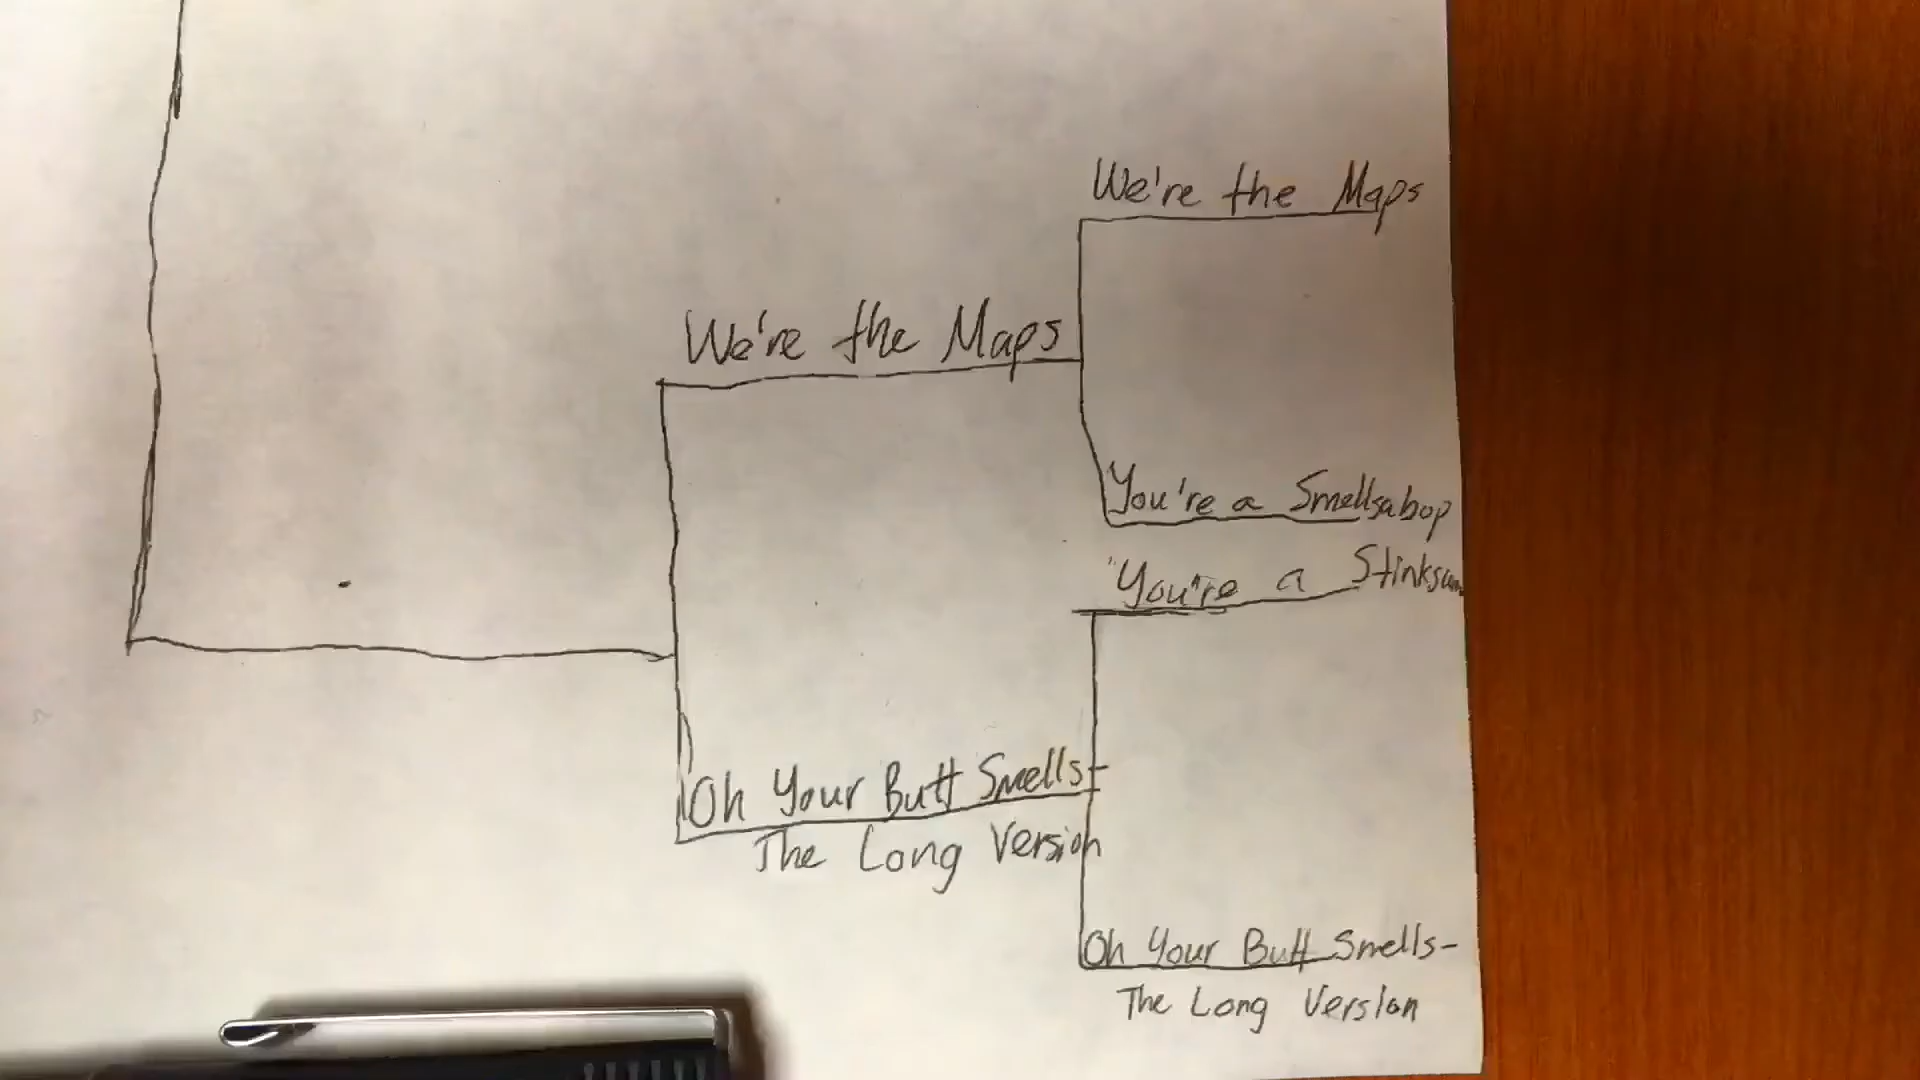 We're the Maps
We're the Maps
You're a Smellsabop
You're a
Oh Your Butt Smells-
The Long Version
Oh Your Butt Smells-
The Long Version